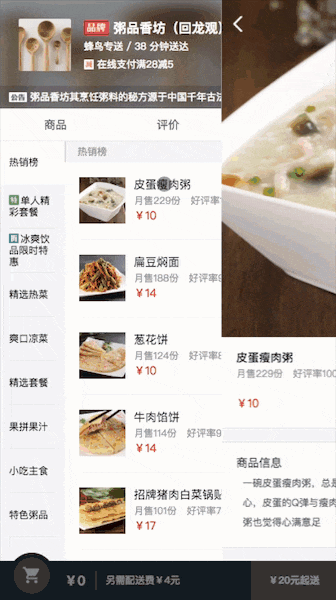 品牌 粥品香坊（回龙观）
蜂鸟专送 / 38 分钟送达
减 在线支付满28减5
公告 粥品香坊其烹饪粥料的秘方源于中国千年古法
商品 评价
热销榜
单人精彩套餐
冰爽饮品限时特惠
精选热菜
爽口凉菜
精选套餐
果拼果汁
小吃主食
特色粥品
热销榜
皮蛋瘦肉粥
月售229份 好评率1
￥10
扁豆焖面
月售188份 好评率9
￥14
葱花饼
月售124份 好评率8
￥10
牛肉馅饼
月售114份 好评率9
￥14
招牌猪肉白菜锅贴
月售101份 好评率7
￥17
皮蛋瘦肉粥
月售229份 好评率100
￥10
商品信息
一碗皮蛋瘦肉粥，总是
心，皮蛋的Q弹与瘦肉
粥也觉得心满意足
￥0 另需配送费￥4元 ￥20元起送